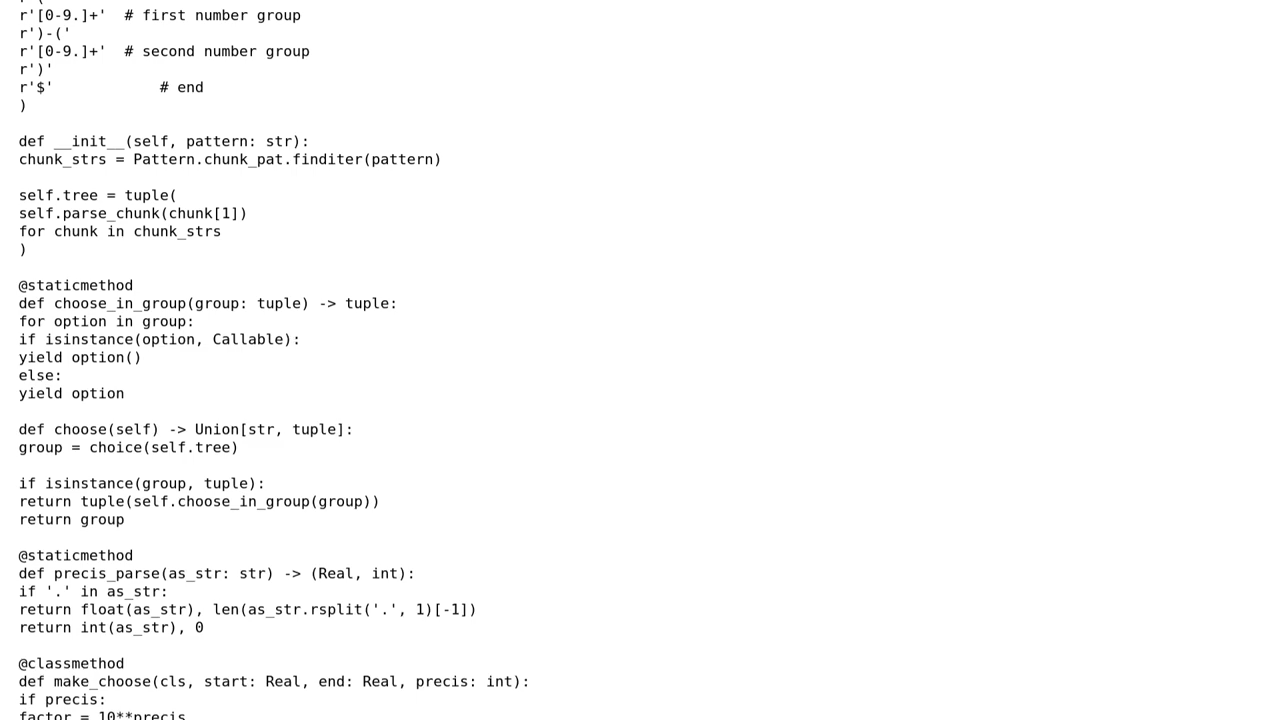 r'[0-9.]+'  # first number group
r')-('
r'[0-9.]+'  # second number group
r')'
r'$'            # end
)

def __init__(self, pattern: str):
chunk_strs = Pattern.chunk_pat.finditer(pattern)

self.tree = tuple(
self.parse_chunk(chunk[1])
for chunk in chunk_strs
)

@staticmethod
def choose_in_group(group: tuple) -> tuple:
for option in group:
if isinstance(option, Callable):
yield option()
else:
yield option

def choose(self) -> Union[str, tuple]:
group = choice(self.tree)

if isinstance(group, tuple):
return tuple(self.choose_in_group(group))
return group

@staticmethod
def precis_parse(as_str: str) -> (Real, int):
if '.' in as_str:
return float(as_str), len(as_str.rsplit('.', 1)[-1])
return int(as_str), 0

@classmethod
def make_choose(cls, start: Real, end: Real, precis: int):
if precis:
factor = 10**precis